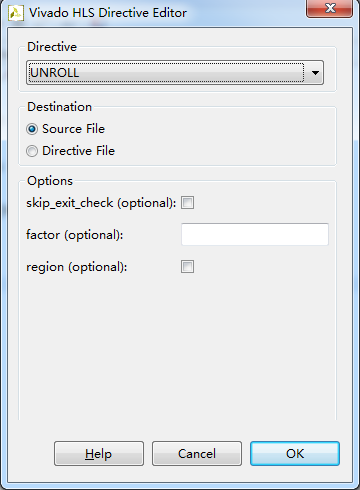 Vivado HLS Directive Editor
Directive
UNROLL
Destination
Source File
Directive File
Options
skip_exit_check (optional):
factor (optional):
region (optional):
Help
Cancel
OK